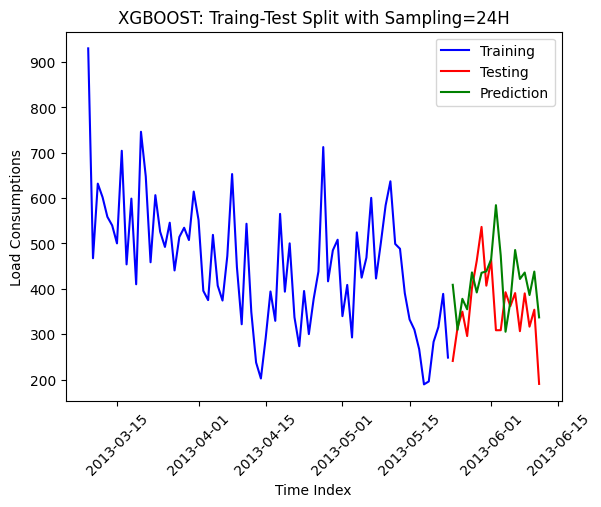 XGBOOST: Traing-Test Split with Sampling=24H
Training
Testing
Prediction
900
800
700
600
500
400
300
200
Load Consumptions
2013-03-15
2013-04-01
2013-04-15
2013-05-01
2013-05-15
2013-06-01
2013-06-15
Time Index